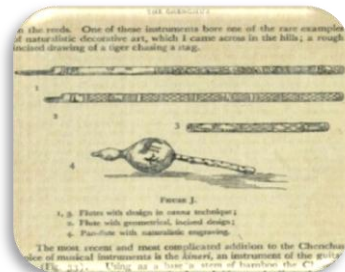 THE CHENCHUS
in the reeds. One of these instruments bore one of the rare examples
of naturalistic decorative art, which I came across in the hills; a rough
incised drawing of a tiger chasing a stag.
1
2
3
4
FIGURE J.
1, 3. Flutes with design in canna technique;
2. Flute with geometrical, incised design;
4. Pan-flute with naturalistic engraving.
The most recent and most complicated addition to the Chenchus
choice of musical instruments is the kinari, an instrument of the guitar
(Fig. 33). Using as a base a stem of bamboo the